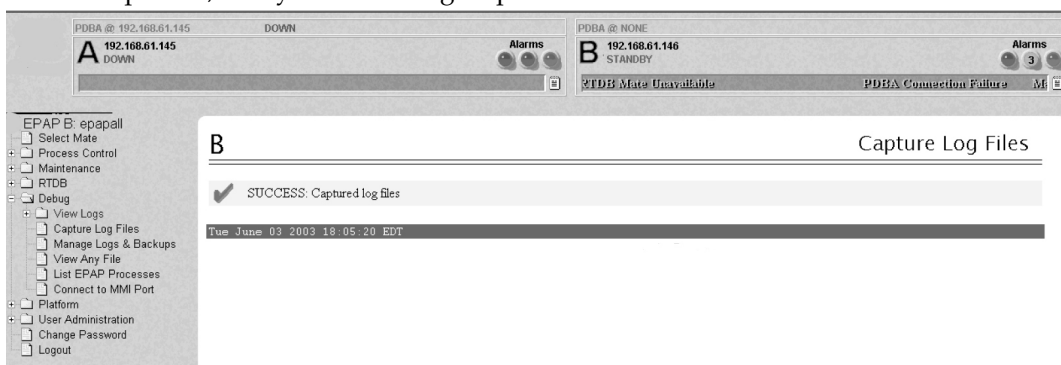 PDBA @ 192.168.61.145 DOWN
A 192.168.61.145
DOWN
Alarms
PDBA @ NONE
B 192.168.61.146
STANDBY
Alarms
3
RTDB Mate Unavailable PDBA Connection Failure
EPAP B: epapall
Select Mate
Process Control
Maintenance
RTDB
Debug
View Logs
Capture Log Files
Manage Logs & Backups
View Any File
List EPAP Processes
Connect to MMI Port
Platform
User Administration
Change Password
Logout
B Capture Log Files
SUCCESS: Captured log files
Tue June 03 2003 18:05:20 EDT